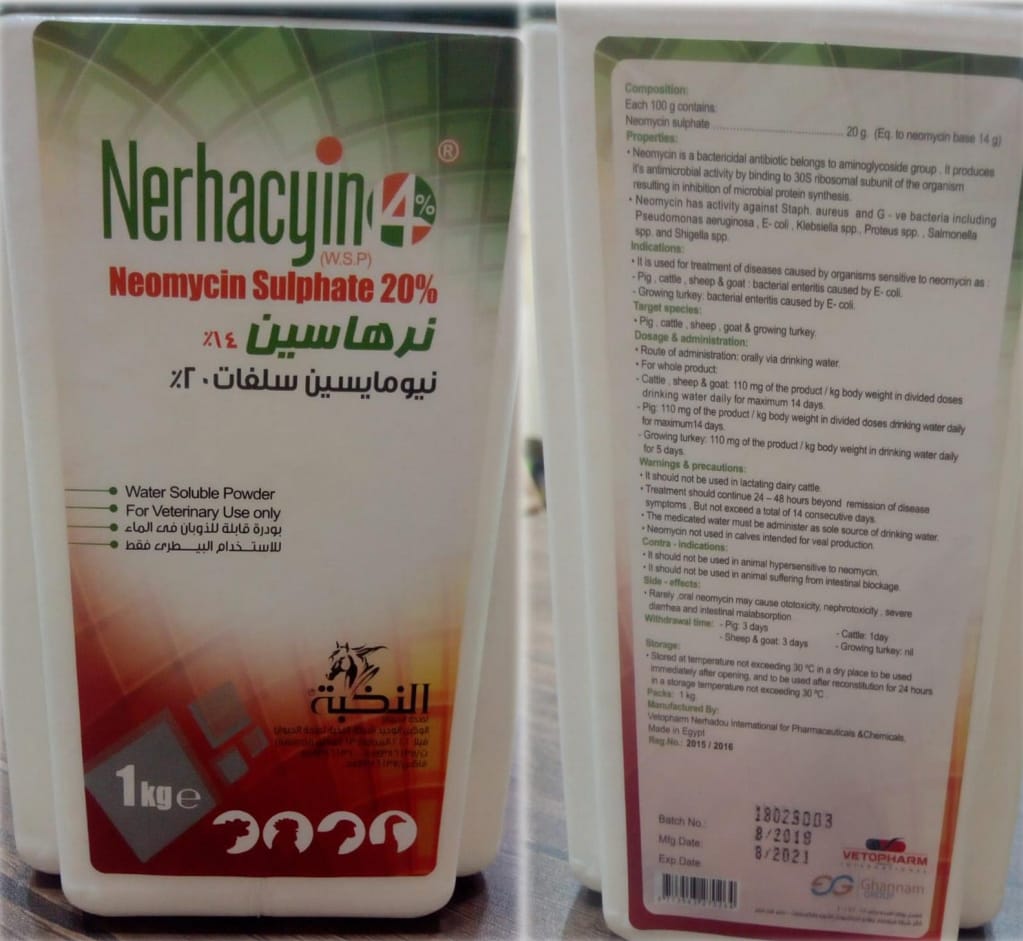 Nerhacyin 4% ®
(W.S.P)
Neomycin Sulphate 20%
نرهاسين ١٤٪
نيومايسين سلفات ٢٠٪
Water Soluble Powder
For Veterinary Use only
بودرة قابلة للذوبان فى الماء
للاستخدام البيطرى فقط
النخبة
1 kg e
Composition:
Each 100 g contains:
Neomycin sulphate ........................................ 20 g. (Eq. to neomycin base 14 g)
Properties:
• Neomycin is a bactericidal antibiotic belongs to aminoglycoside group . It produces
it's antimicrobial activity by binding to 30S ribosomal subunit of the organism
resulting in inhibition of microbial protein synthesis.
• Neomycin has activity against Staph. aureus and G - ve bacteria including
Pseudomonas aeruginosa , E- coli , Klebsiella spp., Proteus spp. , Salmonella
spp. and Shigella spp.
Indications:
• It is used for treatment of diseases caused by organisms sensitive to neomycin as :
- Pig , cattle , sheep & goat : bacterial enteritis caused by E- coli.
- Growing turkey: bacterial enteritis caused by E- coli.
Target species:
• Pig , cattle , sheep , goat & growing turkey.
Dosage & administration:
• Route of administration: orally via drinking water.
• For whole product:
- Cattle , sheep & goat: 110 mg of the product / kg body weight in divided doses
drinking water daily for maximum 14 days.
- Pig: 110 mg of the product / kg body weight in divided doses drinking water daily
for maximum14 days.
- Growing turkey: 110 mg of the product / kg body weight in drinking water daily
for 5 days.
Warnings & precautions:
• It should not be used in lactating dairy cattle.
• Treatment should continue 24 – 48 hours beyond remission of disease
symptoms , But not exceed a total of 14 consecutive days.
• The medicated water must be administer as sole source of drinking water.
• Neomycin not used in calves intended for veal production.
Contra - indications:
• It should not be used in animal hypersensitive to neomycin.
• It should not be used in animal suffering from intestinal blockage.
Side - effects:
• Rarely ,oral neomycin may cause ototoxicity, nephrotoxicity , severe
diarrhea and intestinal malabsorption.
Withdrawal time: - Pig: 3 days - Cattle: 1day
- Sheep & goat: 3 days - Growing turkey: nil
Storage:
• Stored at temperature not exceeding 30 °C in a dry place to be used
immediately after opening, and to be used after reconstitution for 24 hours
in a storage temperature not exceeding 30 °C .
Packs: 1 kg.
Manufactured By:
Vetopharm Nerhadou International for Pharmaceuticals &Chemicals.
Made in Egypt
Reg.No.: 2015 / 2016
Batch No.: 18023003
Mfg.Date: 8/2018
Exp.Date: 8/2021
VETOPHARM
INTERNATIONAL
Ghannam
GROUP